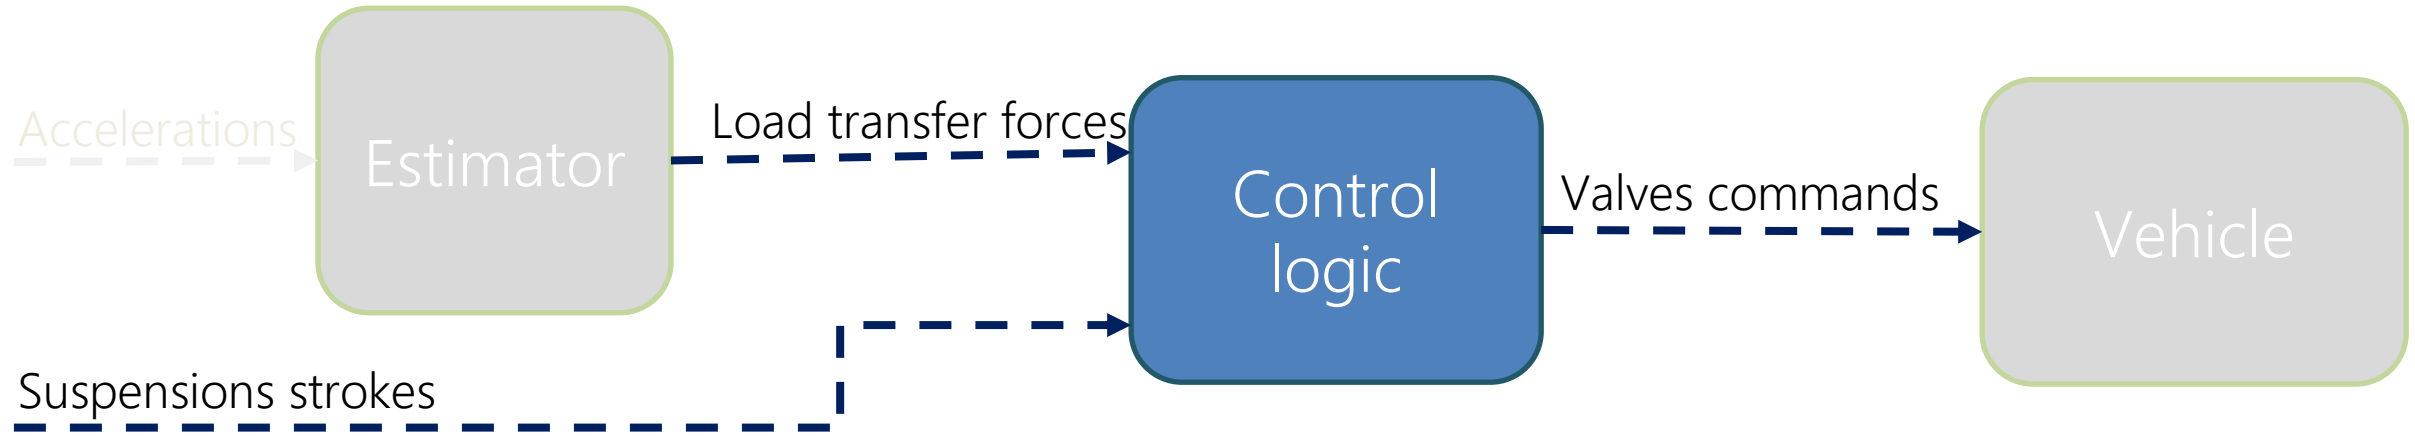 Accelerations
Estimator
Load transfer forces
Control
logic
Valves commands
Vehicle
Suspensions strokes